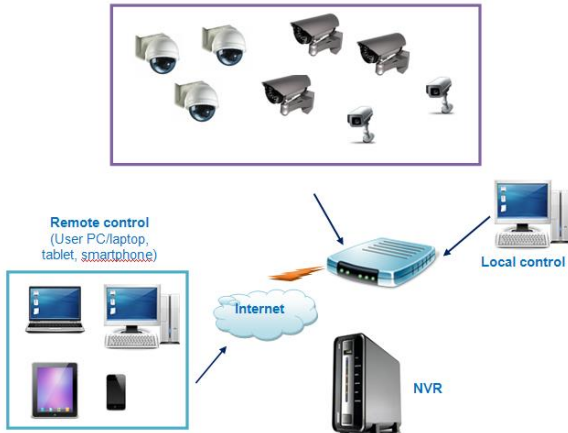 Remote control
(User PC/laptop,
tablet, smartphone)
Local control
Internet
NVR